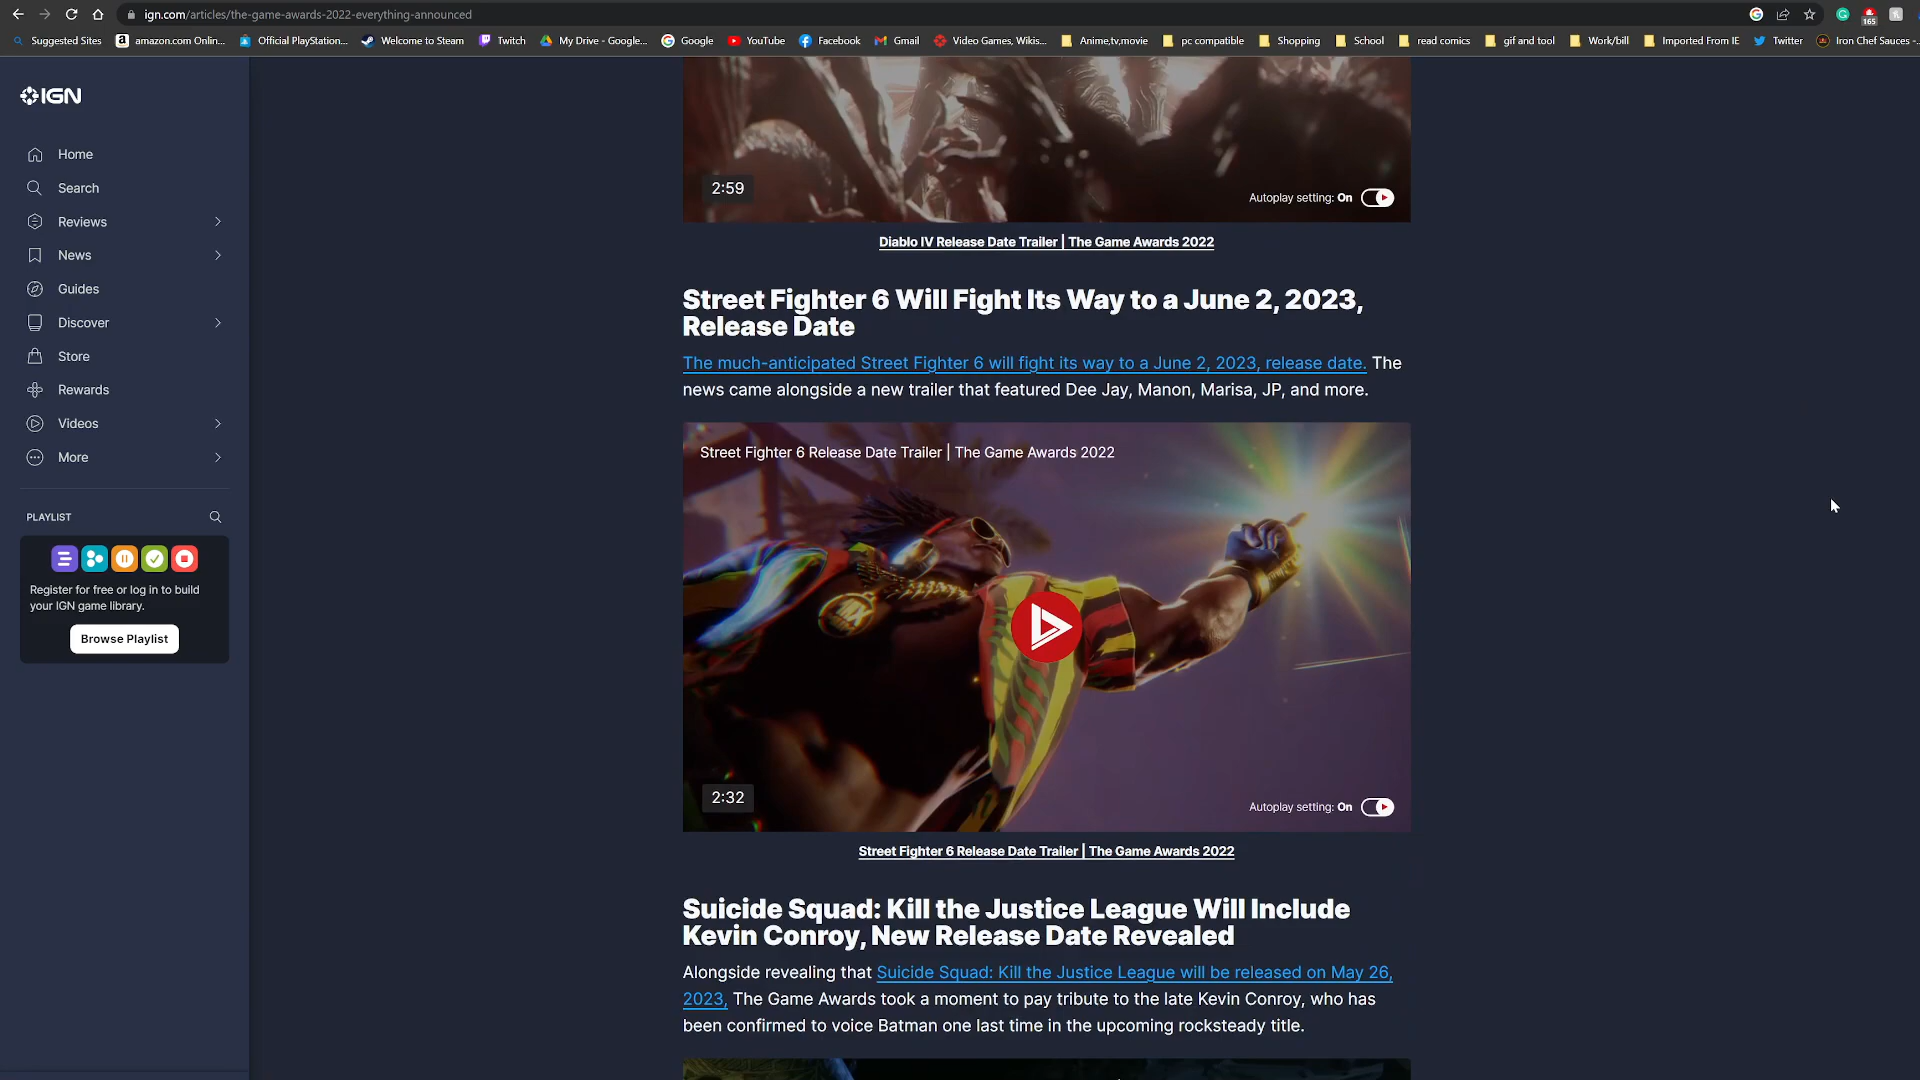 ign.com/articles/the-game-awards-2022-everything-announced
165
Suggested Sites
amazon.com Onlin...
Official PlayStation...
Welcome to Steam
Twitch
My Drive - Google...
Google
YouTube
Facebook
Gmail
Video Games, Wikis...
Anime,tv,movie
pc compatible
Shopping
School
read comics
gif and tool
Work/bill
Imported From IE
Twitter
Iron Chef Sauces -...
IGN
Home
Search
Reviews
News
Guides
Discover
Store
Rewards
Videos
More
PLAYLIST
Register for free or log in to build
your IGN game library.
Browse Playlist
2:59
Autoplay setting: On
Diablo IV Release Date Trailer | The Game Awards 2022
Street Fighter 6 Will Fight Its Way to a June 2, 2023,
Release Date
The much-anticipated Street Fighter 6 will fight its way to a June 2, 2023, release date. The
news came alongside a new trailer that featured Dee Jay, Manon, Marisa, JP, and more.
Street Fighter 6 Release Date Trailer | The Game Awards 2022
2:32
Autoplay setting: On
Street Fighter 6 Release Date Trailer | The Game Awards 2022
Suicide Squad: Kill the Justice League Will Include
Kevin Conroy, New Release Date Revealed
Alongside revealing that Suicide Squad: Kill the Justice League will be released on May 26,
2023, The Game Awards took a moment to pay tribute to the late Kevin Conroy, who has
been confirmed to voice Batman one last time in the upcoming rocksteady title.